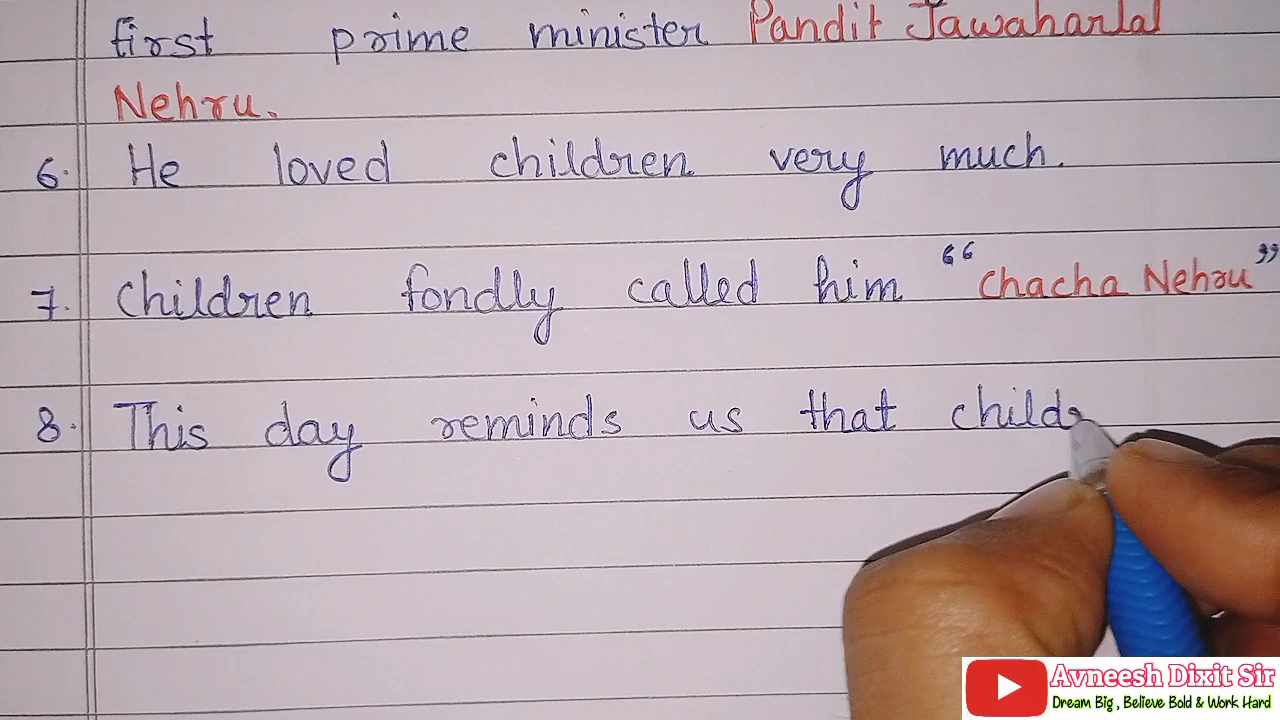 first prime minister Pandit Jawaharlal
Nehru.
6. He loved children very much.
7. Children fondly called him “Chacha Nehru”
8. This day reminds us that childr
Avneesh Dixit Sir
Dream Big , Believe Bold & Work Hard